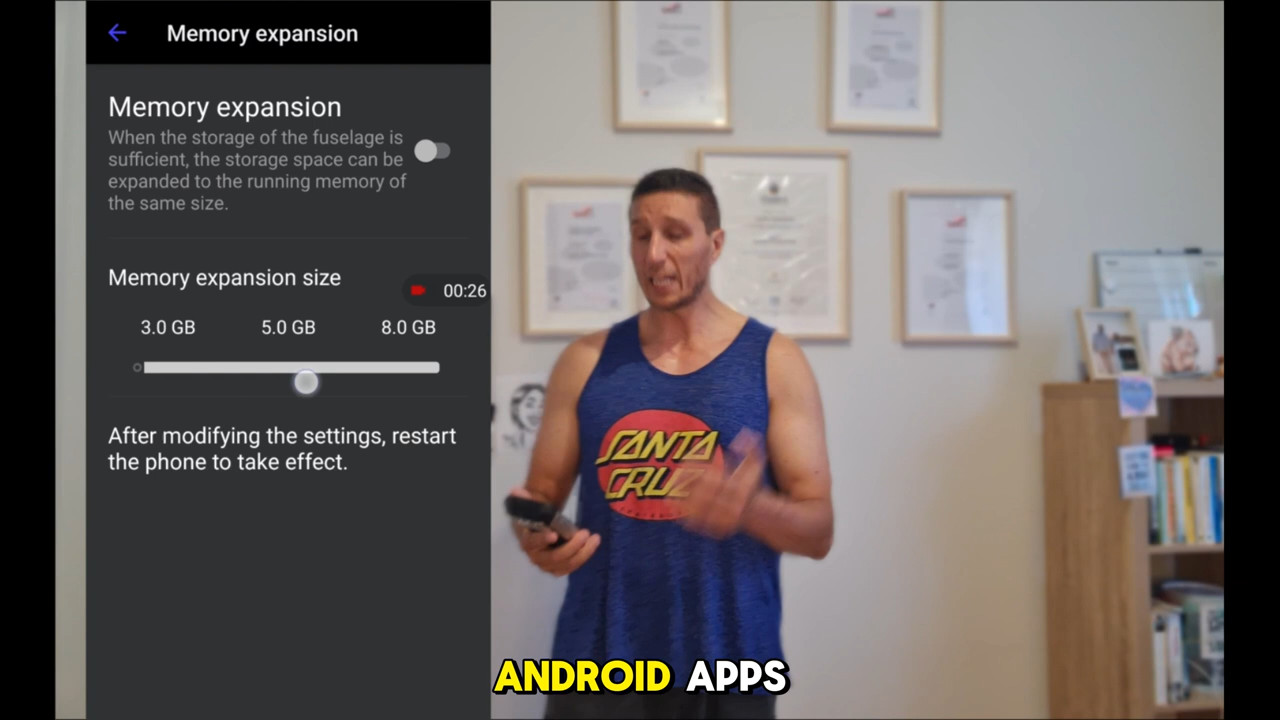 Memory expansion
Memory expansion
When the storage of the fuselage is
sufficient, the storage space can be
expanded to the running memory of
the same size.
Memory expansion size
00:26
3.0 GB 5.0 GB 8.0 GB
After modifying the settings, restart
the phone to take effect.
SANTA
CRUZ
ANDROID APPS